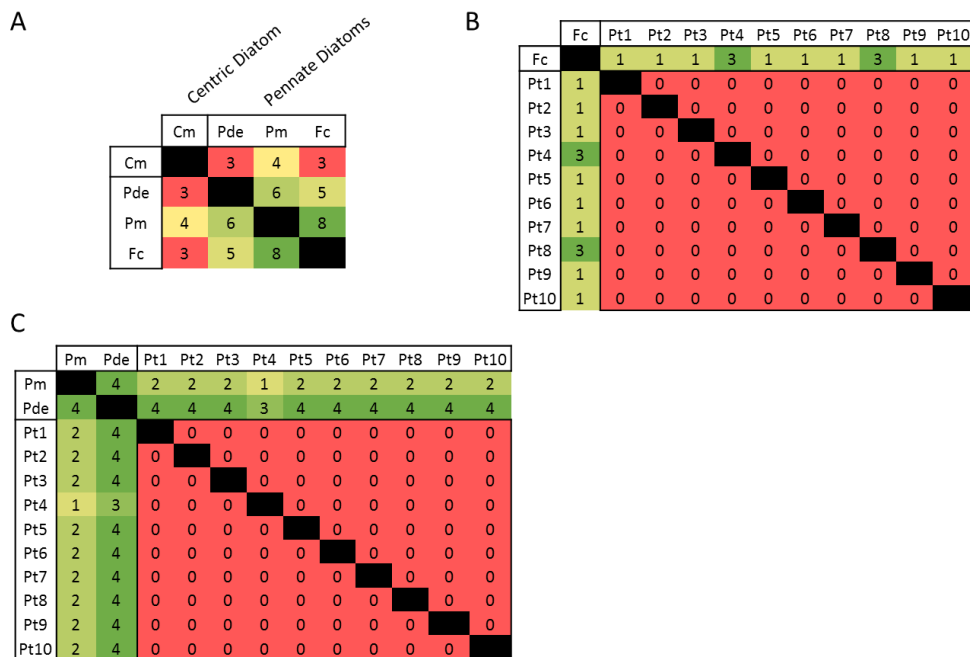 A
Centric Diatom
Pennate Diatoms
Cm Pde Pm Fc
Cm 3 4 3
Pde 3 6 5
Pm 4 6 8
Fc 3 5 8
B
Fc Pt1 Pt2 Pt3 Pt4 Pt5 Pt6 Pt7 Pt8 Pt9 Pt10
Fc 1 1 1 3 1 1 1 3 1 1
Pt1 1 0 0 0 0 0 0 0 0 0
Pt2 1 0 0 0 0 0 0 0 0 0
Pt3 1 0 0 0 0 0 0 0 0 0
Pt4 3 0 0 0 0 0 0 0 0 0
Pt5 1 0 0 0 0 0 0 0 0 0
Pt6 1 0 0 0 0 0 0 0 0 0
Pt7 1 0 0 0 0 0 0 0 0 0
Pt8 3 0 0 0 0 0 0 0 0 0
Pt9 1 0 0 0 0 0 0 0 0 0
Pt10 1 0 0 0 0 0 0 0 0 0
C
Pm Pde Pt1 Pt2 Pt3 Pt4 Pt5 Pt6 Pt7 Pt8 Pt9 Pt10
Pm 4 2 2 2 1 2 2 2 2 2 2
Pde 4 4 4 4 3 4 4 4 4 4 4
Pt1 2 4 0 0 0 0 0 0 0 0 0
Pt2 2 4 0 0 0 0 0 0 0 0 0
Pt3 2 4 0 0 0 0 0 0 0 0 0
Pt4 1 3 0 0 0 0 0 0 0 0 0
Pt5 2 4 0 0 0 0 0 0 0 0 0
Pt6 2 4 0 0 0 0 0 0 0 0 0
Pt7 2 4 0 0 0 0 0 0 0 0 0
Pt8 2 4 0 0 0 0 0 0 0 0 0
Pt9 2 4 0 0 0 0 0 0 0 0 0
Pt10 2 4 0 0 0 0 0 0 0 0 0